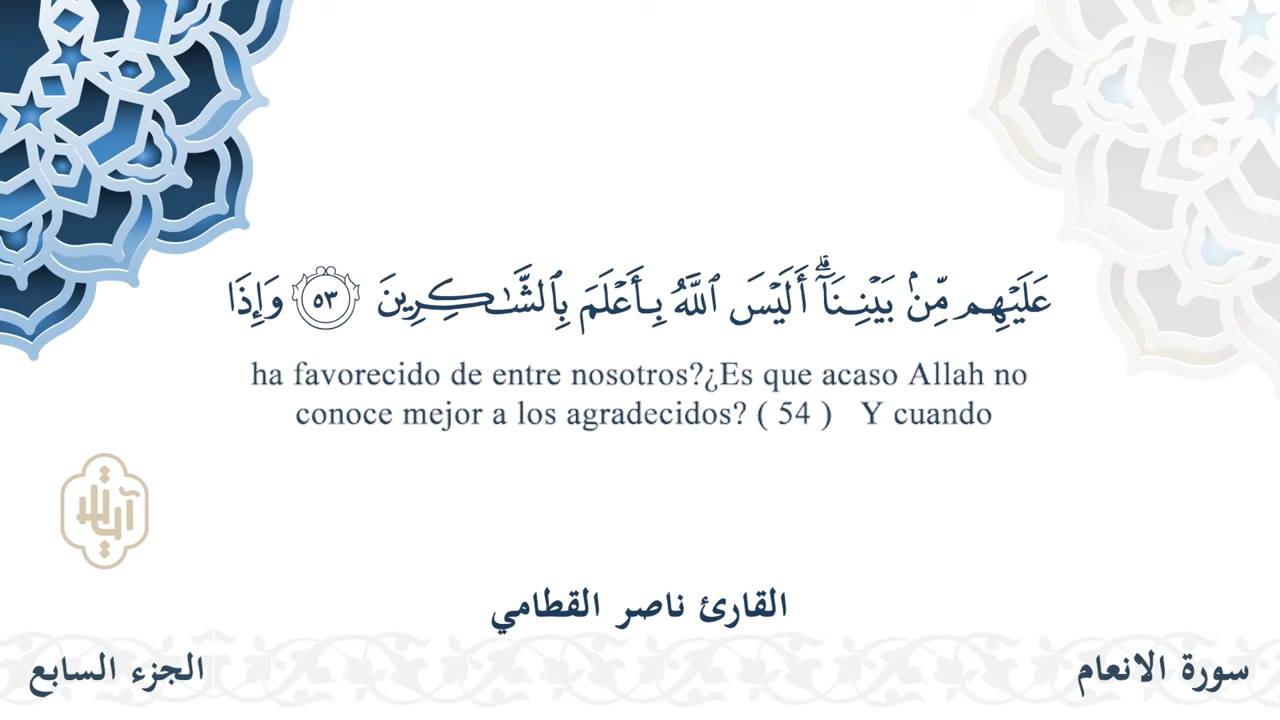 عَلَيْهِم مِّنۢ بَيْنِنَآۗ أَلَيْسَ ٱللَّهُ بِأَعْلَمَ بِٱلشَّٰكِرِينَ ٥٣ وَإِذَا
ha favorecido de entre nosotros?¿Es que acaso Allah no
conoce mejor a los agradecidos? ( 54 ) Y cuando
آيات
القارئ ناصر القطامي
سورة الانعام
الجزء السابع